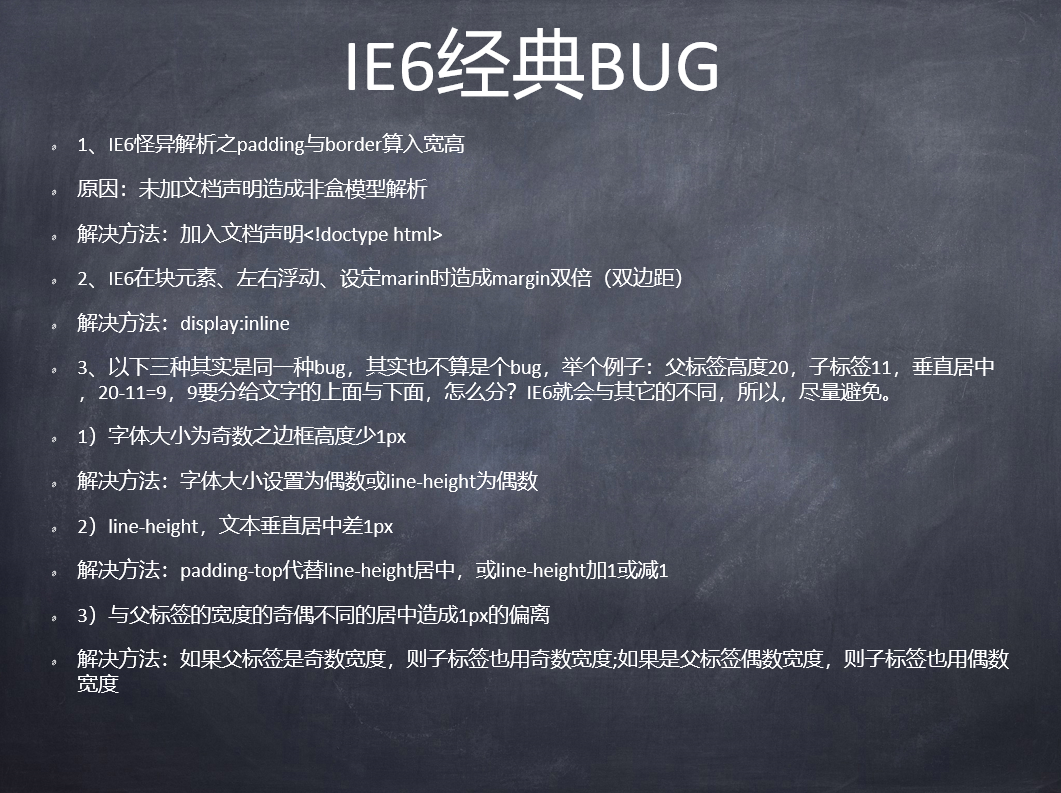 IE6经典BUG
1、IE6怪异解析之padding与border算入宽高
原因：未加文档声明造成非盒模型解析
解决方法：加入文档声明<!doctype html>
2、IE6在块元素、左右浮动、设定marin时造成margin双倍（双边距）
解决方法：display:inline
3、以下三种其实是同一种bug，其实也不算是个bug，举个例子：父标签高度20，子标签11，垂直居中
，20-11=9，9要分给文字的上面与下面，怎么分？IE6就会与其它的不同，所以，尽量避免。
1）字体大小为奇数之边框高度少1px
解决方法：字体大小设置为偶数或line-height为偶数
2）line-height，文本垂直居中差1px
解决方法：padding-top代替line-height居中，或line-height加1或减1
3）与父标签的宽度的奇偶不同的居中造成1px的偏离
解决方法：如果父标签是奇数宽度，则子标签也用奇数宽度;如果是父标签偶数宽度，则子标签也用偶数
宽度